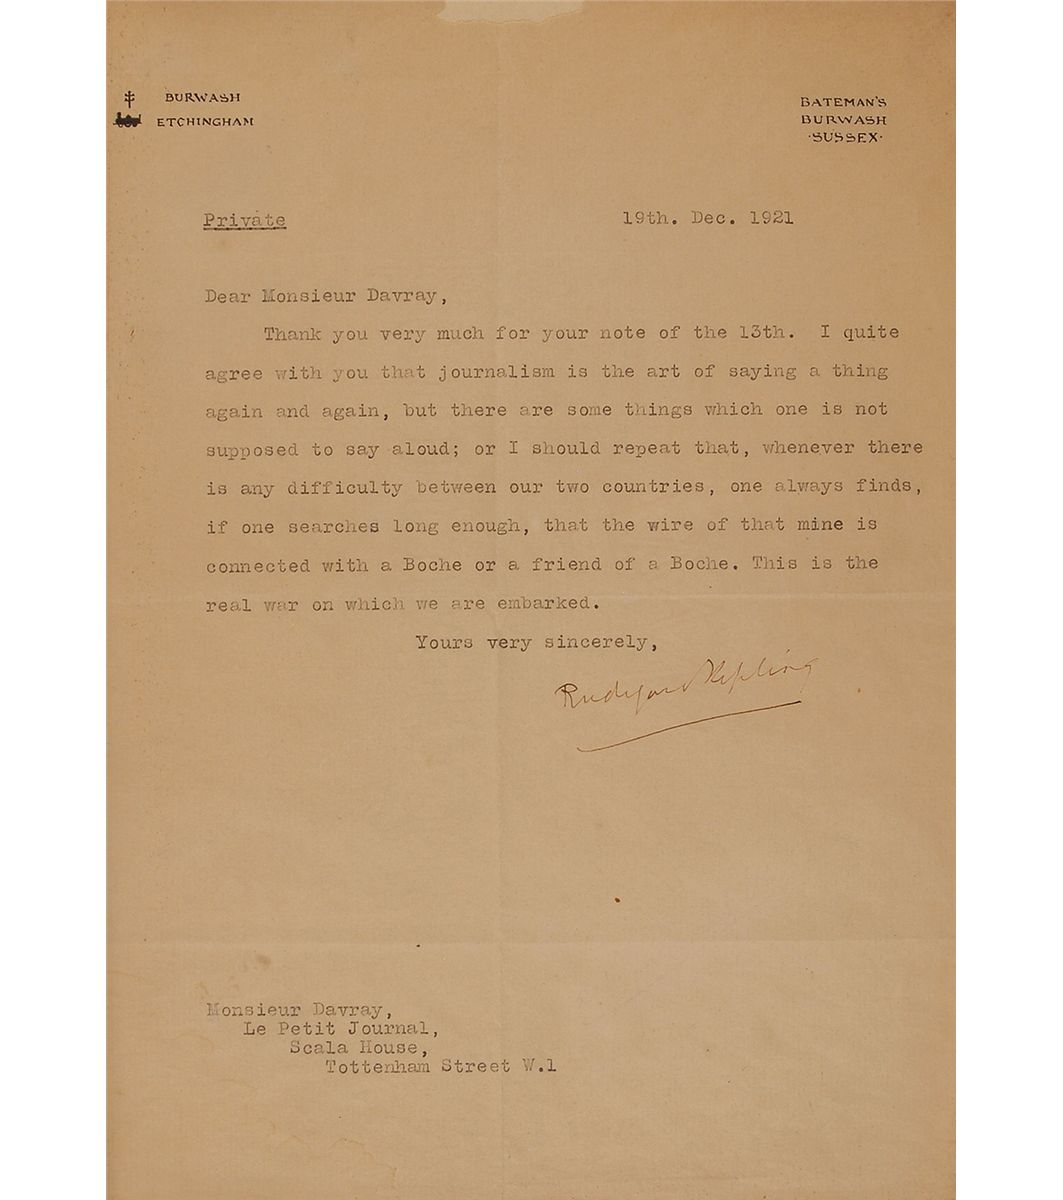 BURWASH
ETCHINGHAM
BATEMAN'S
BURWASH
·SUSSEX·
Private
19th. Dec. 1921
Dear Monsieur Davray,
Thank you very much for your note of the 13th. I quite
agree with you that journalism is the art of saying a thing
again and again, but there are some things which one is not
supposed to say aloud; or I should repeat that, whenever there
is any difficulty between our two countries, one always finds,
if one searches long enough, that the wire of that mine is
connected with a Boche or a friend of a Boche. This is the
real war on which we are embarked.
Yours very sincerely,
Rudyard Kipling
Monsieur Davray,
Le Petit Journal,
Scala House,
Tottenham Street W.1